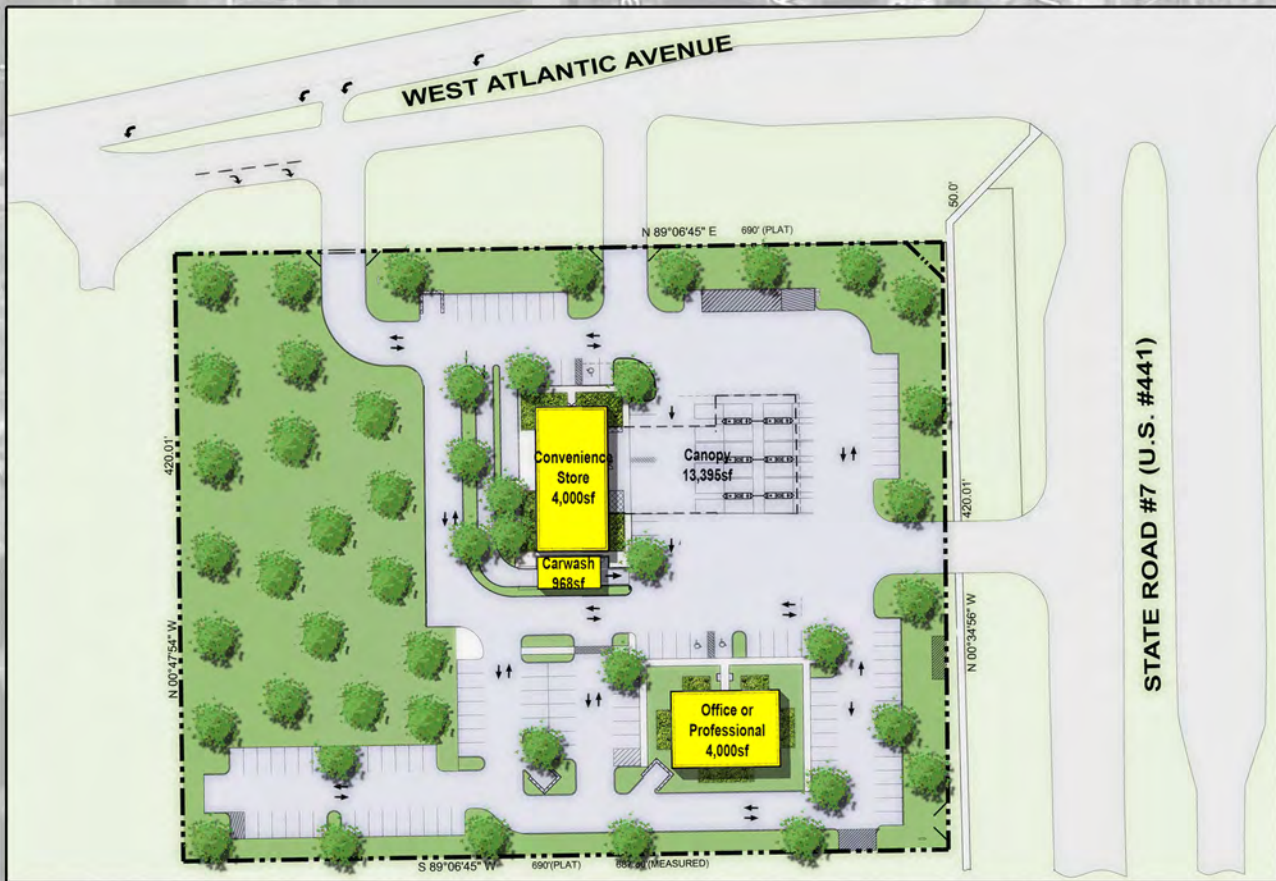 WEST ATLANTIC AVENUE
50.0'
N 89°06'45" E 690' (PLAT)
STATE ROAD #7 (U.S. #441)
420.01'
420.01'
Convenience
Store
4,000sf
Canopy
13,395sf
Carwash
968sf
N 00°47'54" W
N 00°34'56" W
Office or
Professional
4,000sf
S 89°06'45" W 690'(PLAT) (MEASURED)